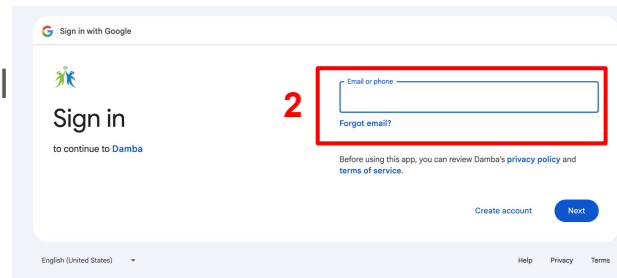 Sign in with Google
Sign in
to continue to Damba
2
Email or phone
Forgot email?
Before using this app, you can review Damba's privacy policy and
terms of service.
Create account
Next
English (United States)
Help
Privacy
Terms